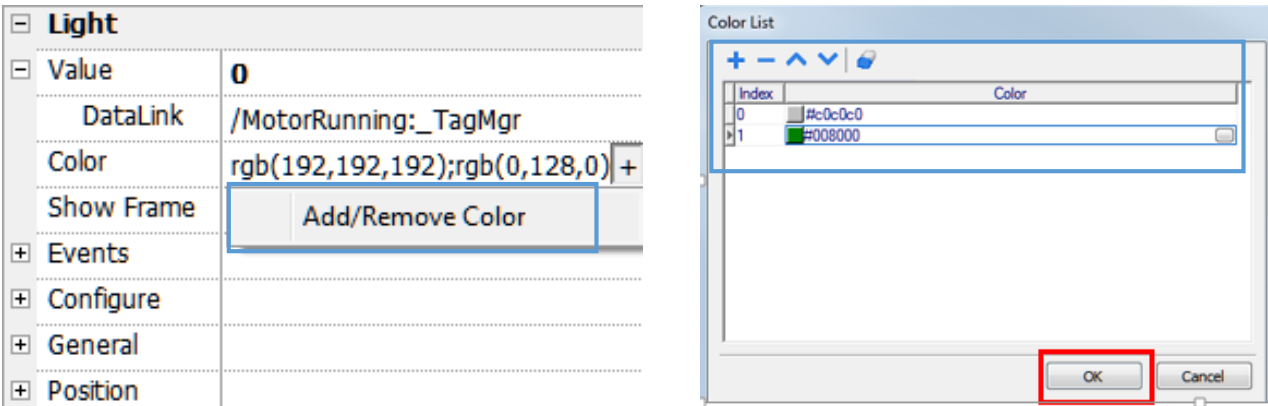 Light
Value 0
DataLink /MotorRunning:_TagMgr
Color rgb(192,192,192);rgb(0,128,0) +
Show Frame
Add/Remove Color
Events
Configure
General
Position
Color List
Index Color
0 #c0c0c0
1 #008000
OK Cancel